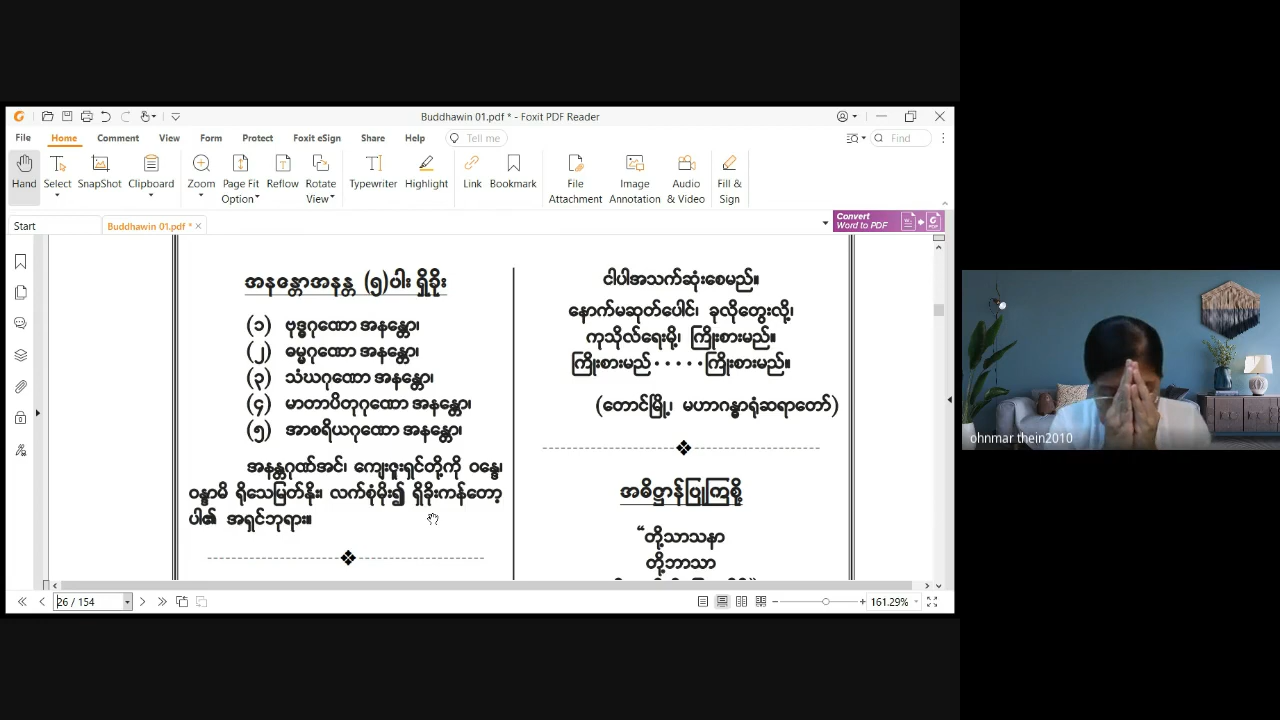 Buddhawin 01.pdf * - Foxit PDF Reader
File Home Comment View Form Protect Foxit eSign Share Help Tell me Find
Hand Select SnapShot Clipboard Zoom Page Fit Option Reflow Rotate View Typewriter Highlight Link Bookmark File Attachment Image Annotation Audio & Video Fill & Sign
Start Buddhawin 01.pdf * Convert Word to PDF
အနန္တောအနန္တ (၅)ပါး ရှိခိုး
(၁) ဗုဒ္ဓဂုဏော အနန္တော၊
(၂) ဓမ္မဂုဏော အနန္တော၊
(၃) သံဃဂုဏော အနန္တော၊
(၄) မာတာပိတုဂုဏော အနန္တော၊
(၅) အာစရိယဂုဏော အနန္တော၊
အနန္တဂုဏ်အင်၊ ကျေးဇူးရှင်တို့ကို ဝန္ဒေ၊
ဝန္ဒာမိ ရိုသေမြတ်နိုး၊ လက်စုံမိုး၍ ရှိခိုးကန်တော့
ပါ၏ အရှင်ဘုရား။
ငါပါအသက်ဆုံးစေမည်။
နောက်မဆုတ်ပေါင်၊ ခုလိုတွေးလို့၊
ကုသိုလ်ရေးမို့၊ ကြိုးစားမည်။
ကြိုးစားမည်·····ကြိုးစားမည်။
(တောင်မြို့၊ မဟာဂန္ဓာရုံဆရာတော်)
အဓိဋ္ဌာန်ပြုကြစို့
“တို့သာသနာ
တို့ဘာသာ
26 / 154
161.29%
ohnmar thein2010